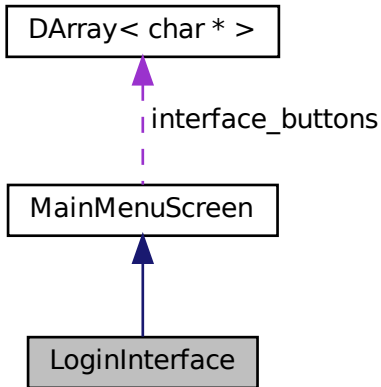 DArray< char * >
interface_buttons
MainMenuScreen
LoginInterface